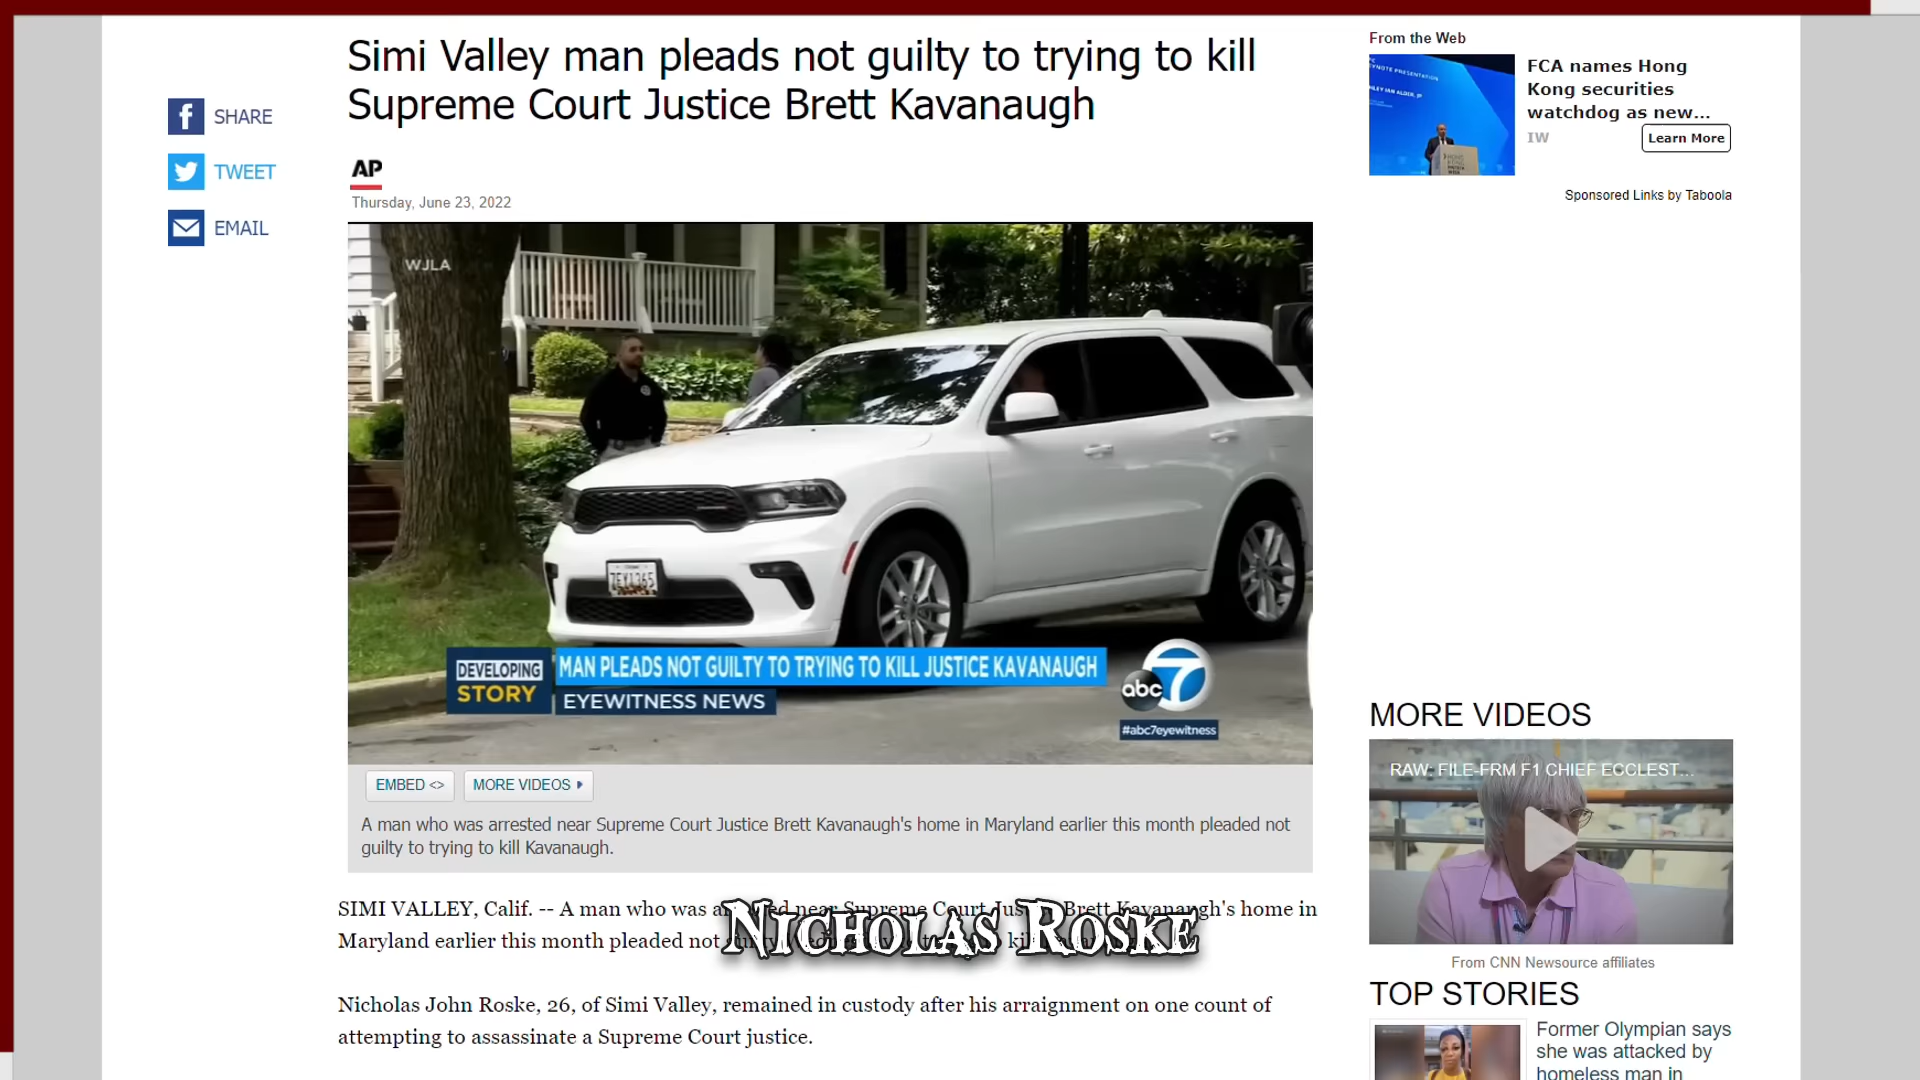 Simi Valley man pleads not guilty to trying to kill
Supreme Court Justice Brett Kavanaugh
SHARE
TWEET
EMAIL
AP
Thursday, June 23, 2022
WJLA
DEVELOPING
STORY
MAN PLEADS NOT GUILTY TO TRYING TO KILL JUSTICE KAVANAUGH
EYEWITNESS NEWS
abc 7
#abc7eyewitness
EMBED <>
MORE VIDEOS
A man who was arrested near Supreme Court Justice Brett Kavanaugh's home in Maryland earlier this month pleaded not
guilty to trying to kill Kavanaugh.
SIMI VALLEY, Calif. -- A man who was near Supreme Court Brett Kavanaugh's home in
Maryland earlier this month pleaded not
NICHOLAS ROSKE
Nicholas John Roske, 26, of Simi Valley, remained in custody after his arraignment on one count of
attempting to assassinate a Supreme Court justice.
From the Web
FCA names Hong
Kong securities
watchdog as new...
IW
Learn More
Sponsored Links by Taboola
MORE VIDEOS
RAW: FILE-FRM F1 CHIEF ECCLEST...
From CNN Newsource affiliates
TOP STORIES
Former Olympian says
she was attacked by
homeless man in